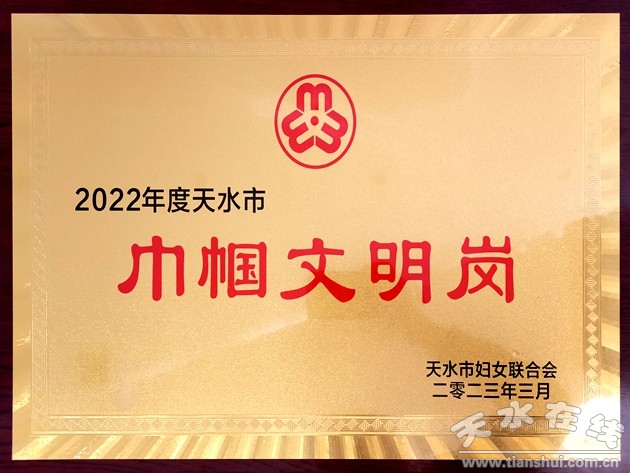 2022年度天水市
巾帼文明岗
天水市妇女联合会
二零二三年三月
天水在线
www.tianshui.com.cn